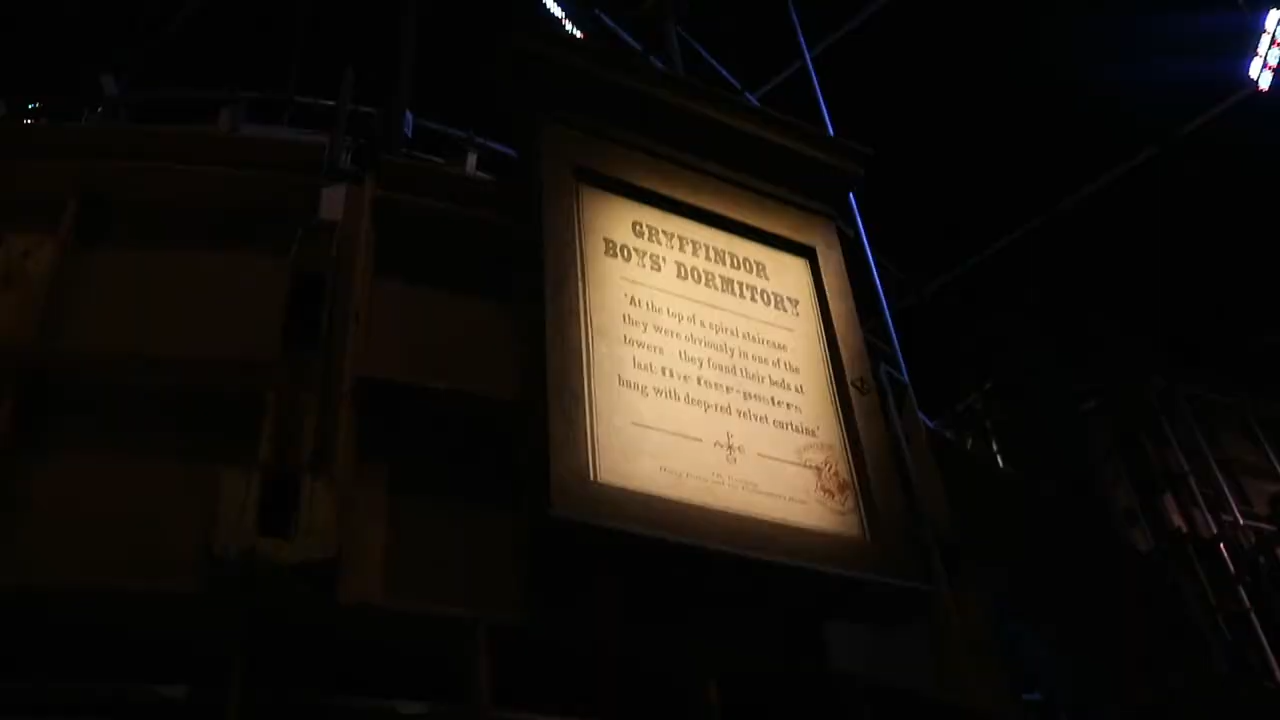 GRYFFINDOR
BOYS' DORMITORY
'At the top of a spiral staircase
they were obviously in one of the
towers they found their beds at
last: five four-posters
hung with deep-red velvet curtains'